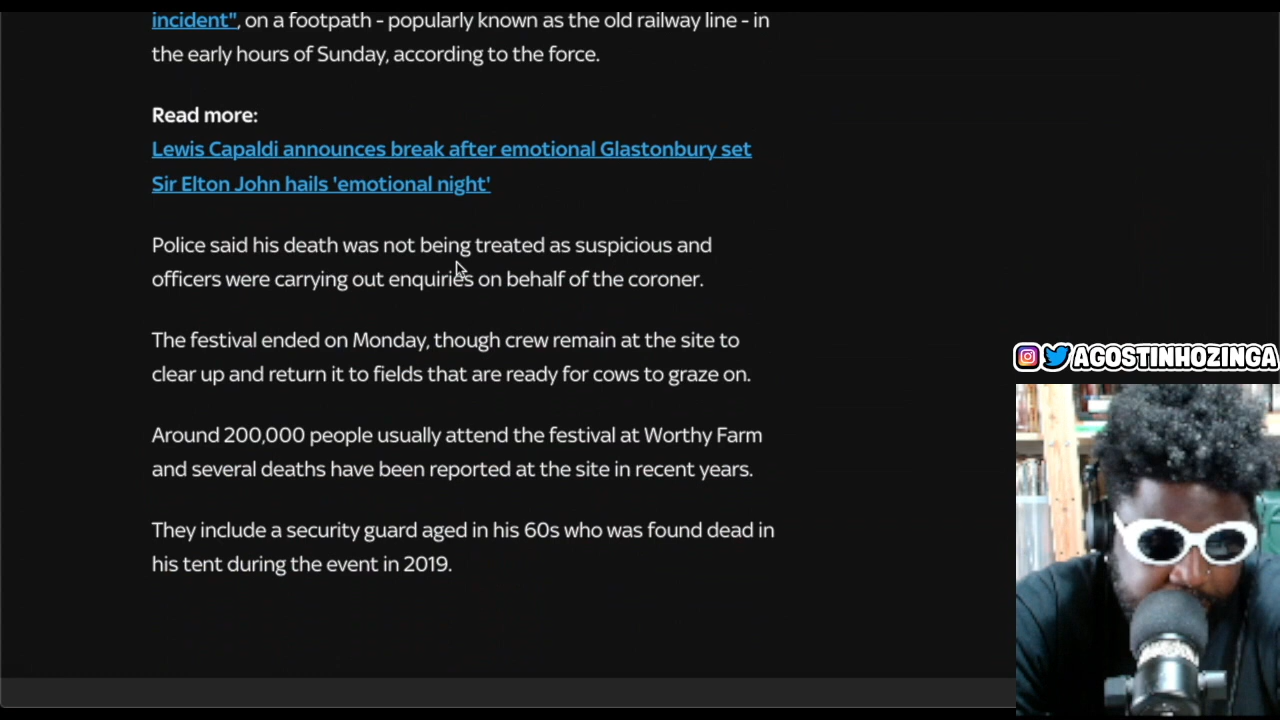 incident", on a footpath - popularly known as the old railway line - in
the early hours of Sunday, according to the force.
Read more:
Lewis Capaldi announces break after emotional Glastonbury set
Sir Elton John hails 'emotional night'
Police said his death was not being treated as suspicious and
officers were carrying out enquiries on behalf of the coroner.
The festival ended on Monday, though crew remain at the site to
clear up and return it to fields that are ready for cows to graze on.
Around 200,000 people usually attend the festival at Worthy Farm
and several deaths have been reported at the site in recent years.
They include a security guard aged in his 60s who was found dead in
his tent during the event in 2019.
AGOSTINHOZINGA